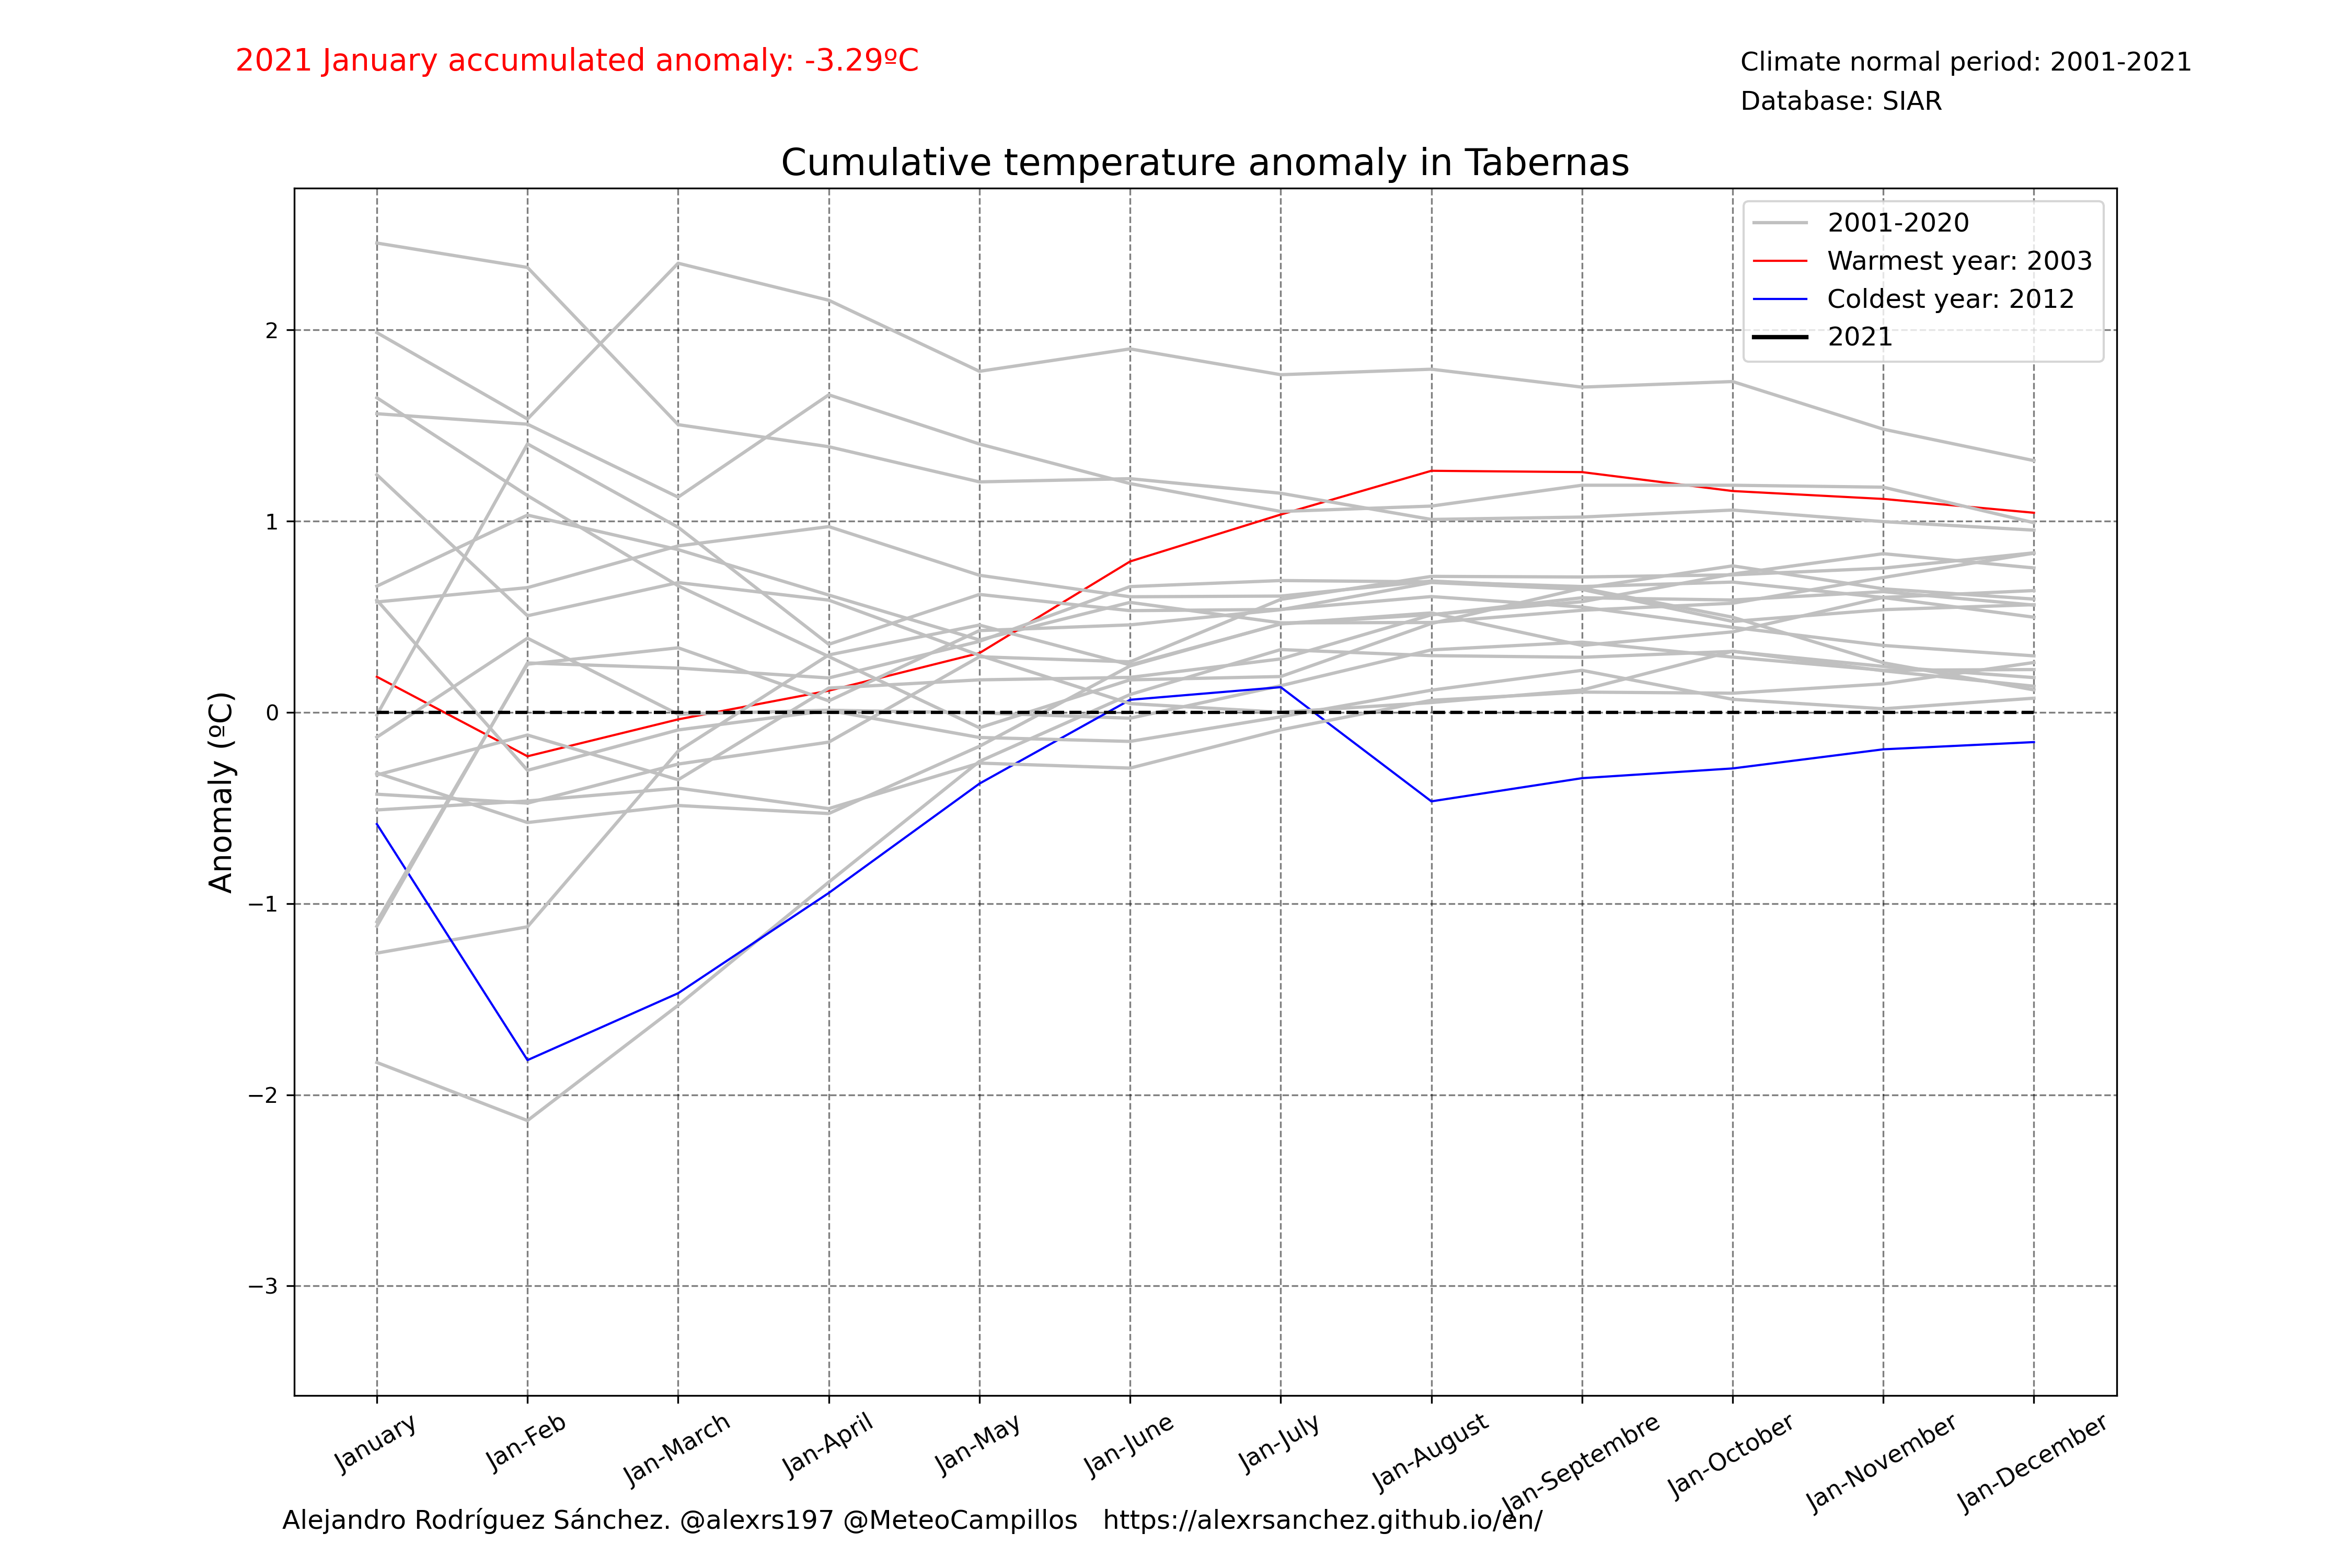 2021 January accumulated anomaly: -3.29ºC
Climate normal period: 2001-2021
Database: SIAR
Cumulative temperature anomaly in Tabernas
2001-2020
Warmest year: 2003
Coldest year: 2012
2021
Anomaly (ºC)
2
1
0
−1
−2
−3
January
Jan-Feb
Jan-March
Jan-April
Jan-May
Jan-June
Jan-July
Jan-August
Jan-Septembre
Jan-October
Jan-November
Jan-December
Alejandro Rodríguez Sánchez. @alexrs197 @MeteoCampillos https://alexrsanchez.github.io/en/